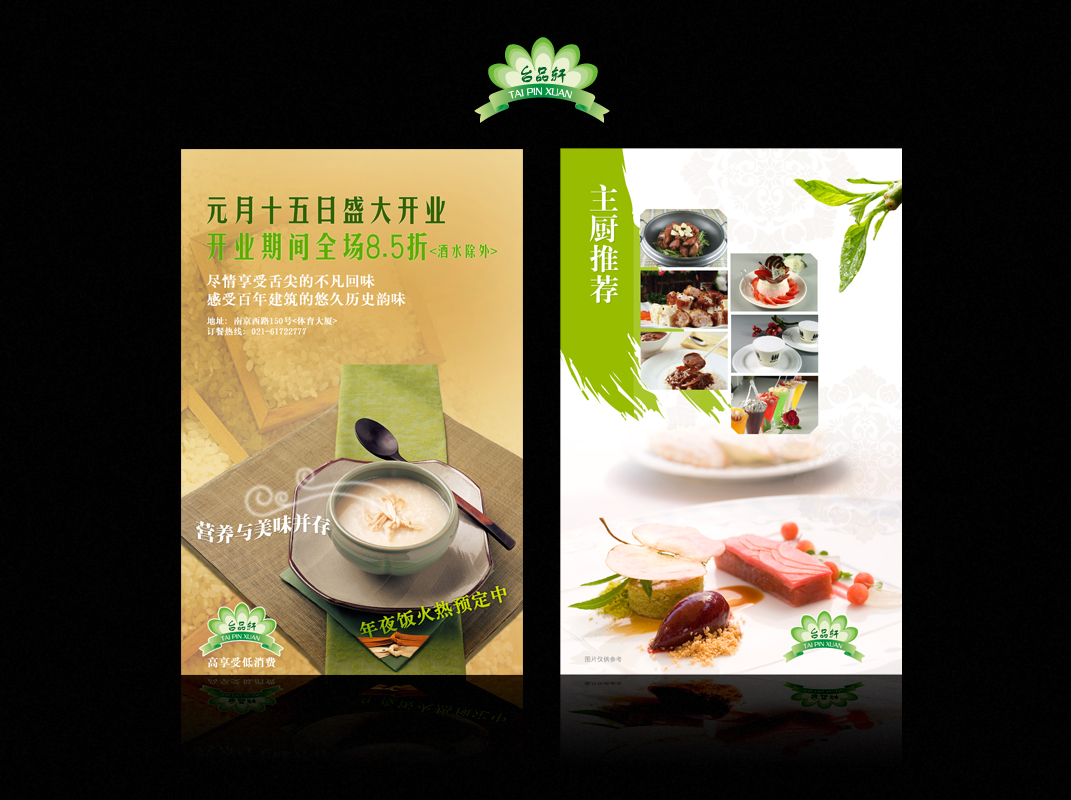 台品轩
TAI PIN XUAN
元月十五日盛大开业
开业期间全场8.5折<酒水除外>
尽情享受舌尖的不凡回味
感受百年建筑的悠久历史韵味
地址: 南京西路150号<体育大厦>
订餐热线: 021-61722777
营养与美味并存
年夜饭火热预定中
台品轩
TAI PIN XUAN
高享受低消费
主厨推荐
图片仅供参考
台品轩
TAI PIN XUAN